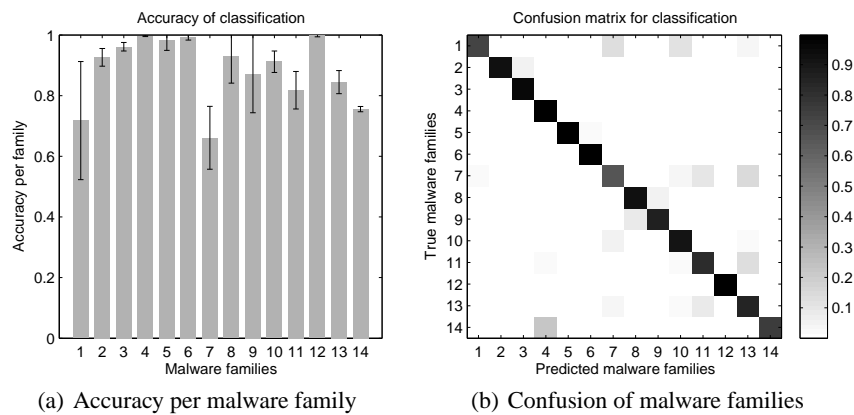 Accuracy of classification
1
0.8
0.6
0.4
0.2
0
Accuracy per family
1 2 3 4 5 6 7 8 9 10 11 12 13 14
Malware families
(a) Accuracy per malware family
Confusion matrix for classification
1
2
3
4
5
6
7
8
9
10
11
12
13
14
True malware families
1 2 3 4 5 6 7 8 9 10 11 12 13 14
Predicted malware families
0.9
0.8
0.7
0.6
0.5
0.4
0.3
0.2
0.1
(b) Confusion of malware families